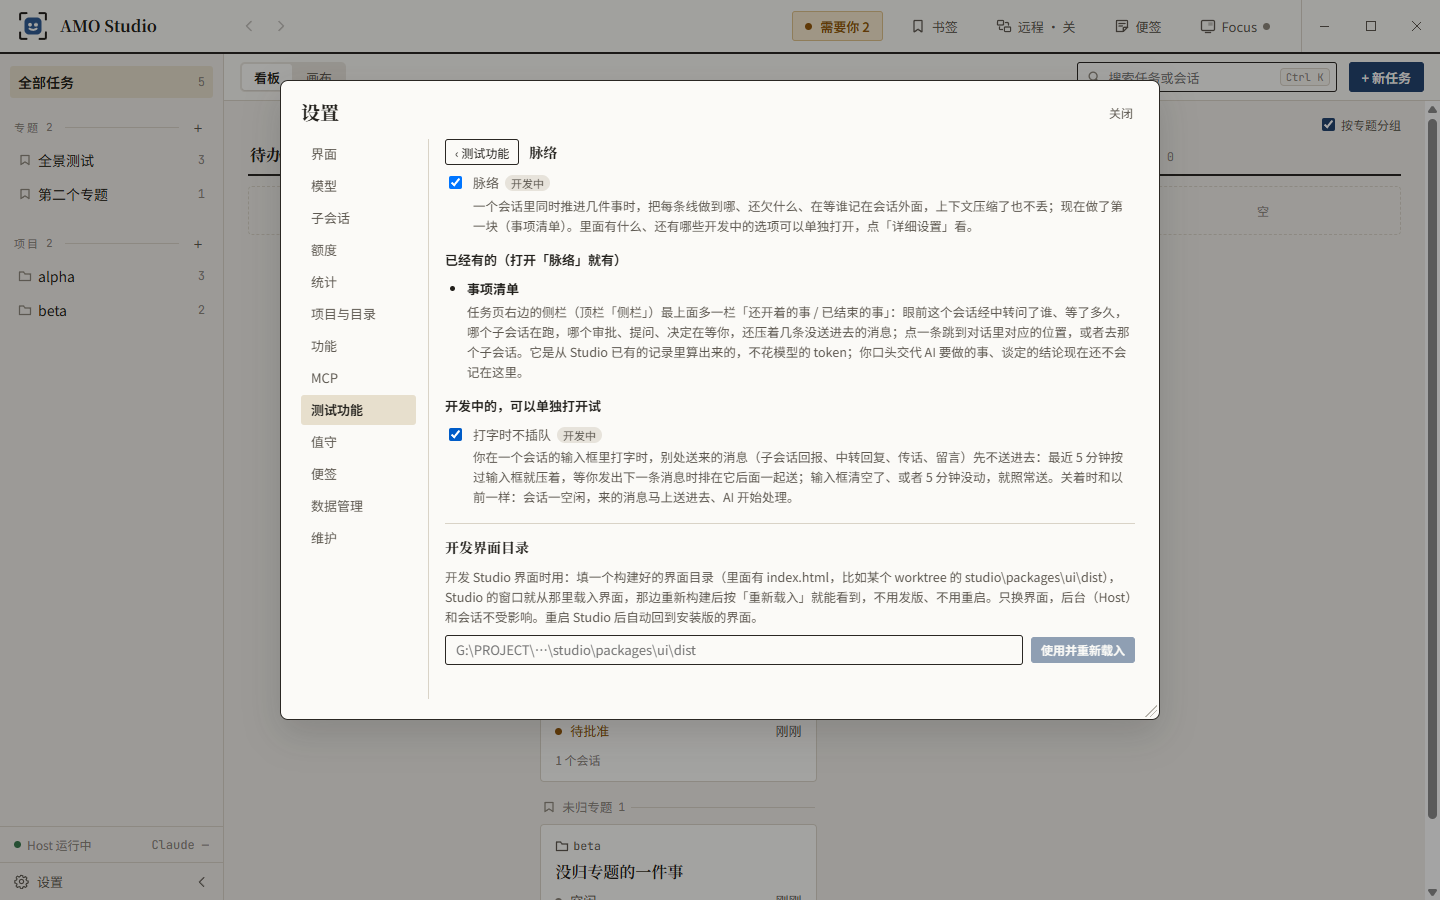 AMO Studio
需要你 2
书签
远程 · 关
便签
Focus
全部任务 5
专题 2 +
全景测试 3
第二个专题 1
项目 2 +
alpha 3
beta 2
Host 运行中 Claude —
设置
看板 画布
搜索任务或会话 Ctrl K
+ 新任务
按专题分组
待办
0
空
设置
关闭
界面
模型
子会话
额度
统计
项目与目录
功能
MCP
测试功能
值守
便签
数据管理
维护
‹ 测试功能 脉络
脉络 开发中
一个会话里同时推进几件事时，把每条线做到哪、还欠什么、在等谁记在会话外面，上下文压缩了也不丢；现在做了第
一块（事项清单）。里面有什么、还有哪些开发中的选项可以单独打开，点「详细设置」看。
已经有的（打开「脉络」就有）
• 事项清单
任务页右边的侧栏（顶栏「侧栏」）最上面多一栏「还开着的事 / 已结束的事」：眼前这个会话经中转问了谁、等了多久，
哪个子会话在跑，哪个审批、提问、决定在等你，还压着几条没送进去的消息；点一条跳到对话里对应的位置，或者去那
个子会话。它是从 Studio 已有的记录里算出来的，不花模型的 token；你口头交代 AI 要做的事、谈定的结论现在还不会
记在这里。
开发中的，可以单独打开试
打字时不插队 开发中
你在一个会话的输入框里打字时，别处送来的消息（子会话回报、中转回复、传话、留言）先不送进去：最近 5 分钟按
过输入框就压着，等你发出下一条消息时排在它后面一起送；输入框清空了、或者 5 分钟没动，就照常送。关着时和以
前一样：会话一空闲，来的消息马上送进去、AI 开始处理。
开发界面目录
开发 Studio 界面时用：填一个构建好的界面目录（里面有 index.html，比如某个 worktree 的 studio\packages\ui\dist），
Studio 的窗口就从那里载入界面，那边重新构建后按「重新载入」就能看到，不用发版、不用重启。只换界面，后台（Host）
和会话不受影响。重启 Studio 后自动回到安装版的界面。
G:\PROJECT\···\studio\packages\ui\dist
使用并重新载入
待批准 刚刚
1 个会话
未归专题 1
beta
没归专题的一件事
空闲 刚刚